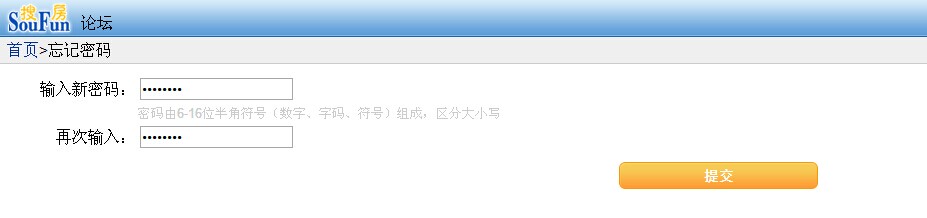 搜房
SouFun 论坛
首页>忘记密码
输入新密码：
密码由6-16位半角符号（数字、字码、符号）组成，区分大小写
再次输入：
提交